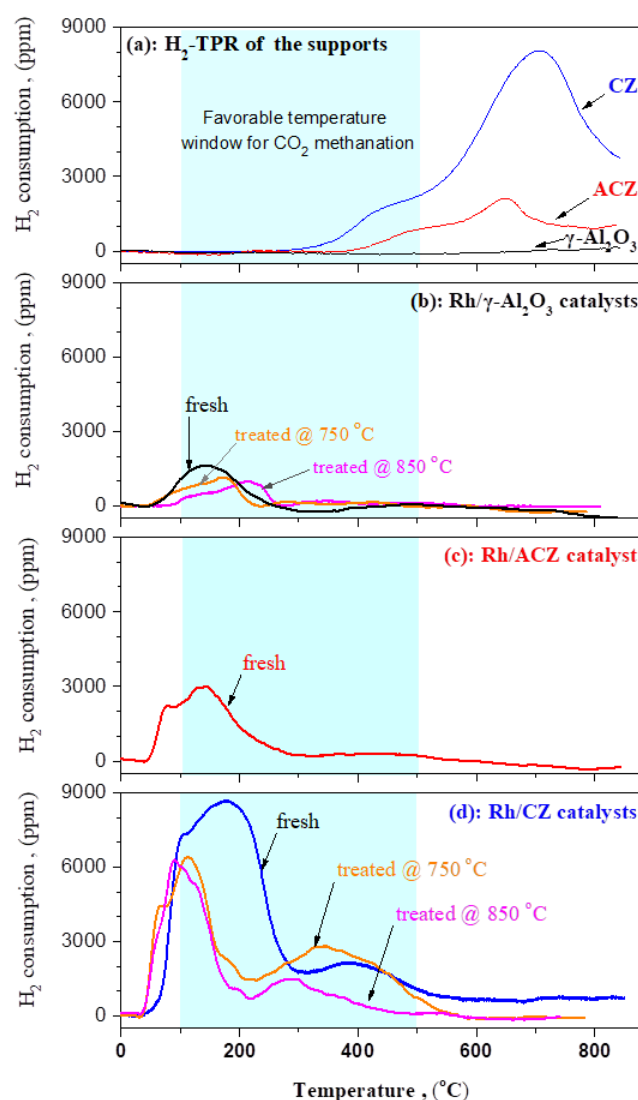 (a): H₂-TPR of the supports
Favorable temperature
window for CO₂ methanation
CZ
ACZ
γ-Al₂O₃
9000
6000
3000
0
H₂ consumption , (ppm)
(b): Rh/γ-Al₂O₃ catalysts
fresh
treated @ 750 °C
treated @ 850 °C
9000
6000
3000
0
H₂ consumption , (ppm)
(c): Rh/ACZ catalyst
fresh
9000
6000
3000
0
H₂ consumption , (ppm)
(d): Rh/CZ catalysts
fresh
treated @ 750 °C
treated @ 850 °C
9000
6000
3000
0
H₂ consumption , (ppm)
0 200 400 600 800
Temperature , (°C)